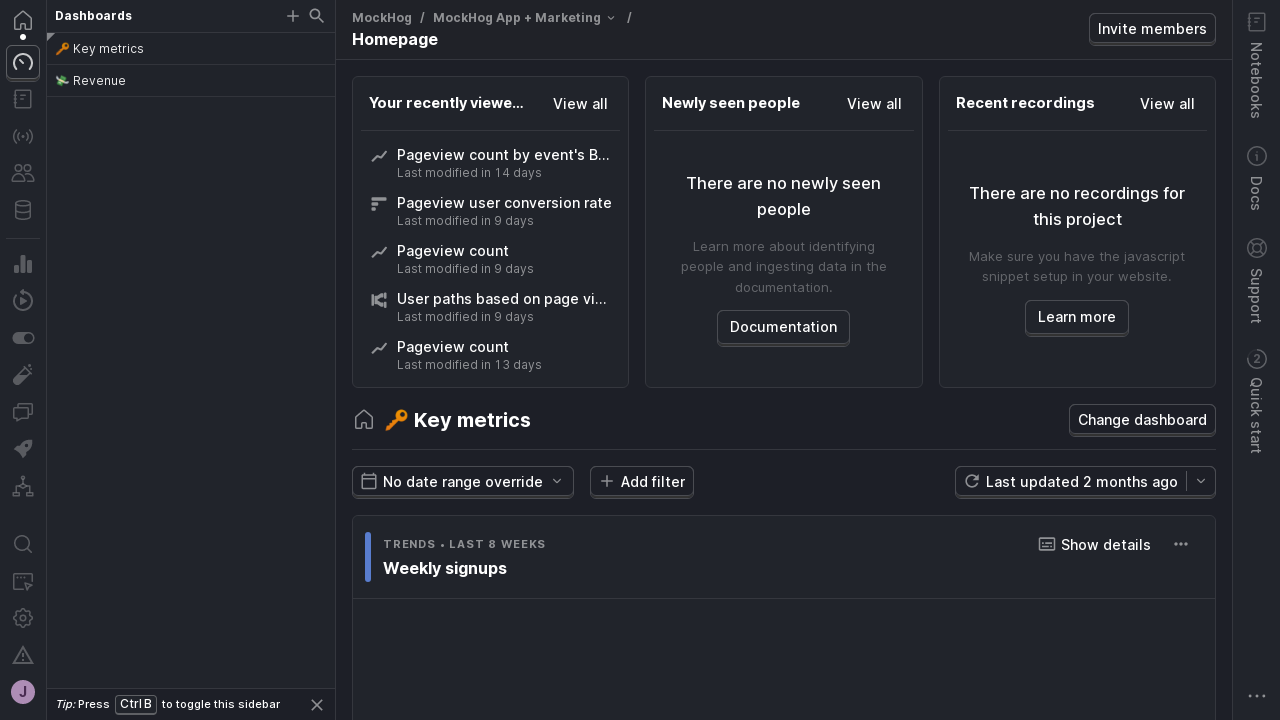 Dashboards
🔑 Key metrics
💸 Revenue
Tip: Press Ctrl B to toggle this sidebar
J
MockHog / MockHog App + Marketing /
Homepage
Invite members
Your recently viewe... View all
Pageview count by event's B...
Last modified in 14 days
Pageview user conversion rate
Last modified in 9 days
Pageview count
Last modified in 9 days
User paths based on page vi...
Last modified in 9 days
Pageview count
Last modified in 13 days
Newly seen people View all
There are no newly seen
people
Learn more about identifying
people and ingesting data in the
documentation.
Documentation
Recent recordings View all
There are no recordings for
this project
Make sure you have the javascript
snippet setup in your website.
Learn more
🔑 Key metrics
Change dashboard
No date range override
Add filter
Last updated 2 months ago
TRENDS • LAST 8 WEEKS
Show details
Weekly signups
Notebooks
Docs
Support
2
Quick start